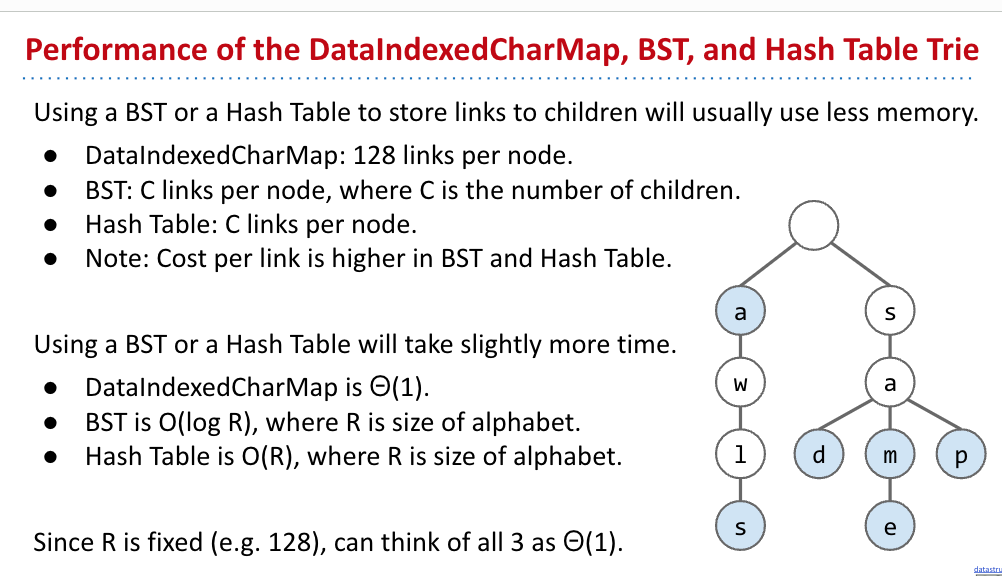 Performance of the DataIndexedCharMap, BST, and Hash Table Trie
Using a BST or a Hash Table to store links to children will usually use less memory.
● DataIndexedCharMap: 128 links per node.
● BST: C links per node, where C is the number of children.
● Hash Table: C links per node.
● Note: Cost per link is higher in BST and Hash Table.
Using a BST or a Hash Table will take slightly more time.
● DataIndexedCharMap is Θ(1).
● BST is O(log R), where R is size of alphabet.
● Hash Table is O(R), where R is size of alphabet.
Since R is fixed (e.g. 128), can think of all 3 as Θ(1).
a s
w a
l d m p
s e
datastru